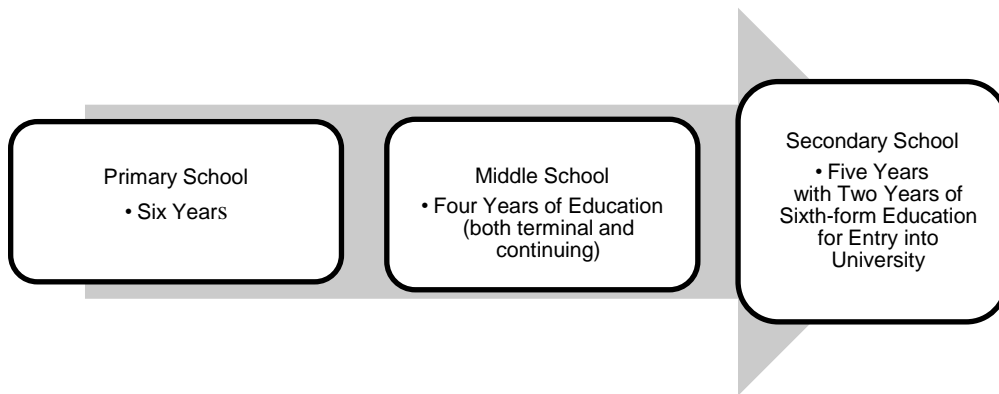 Primary School
• Six Years
Middle School
• Four Years of Education
(both terminal and
continuing)
Secondary School
• Five Years
with Two Years of
Sixth-form Education
for Entry into
University